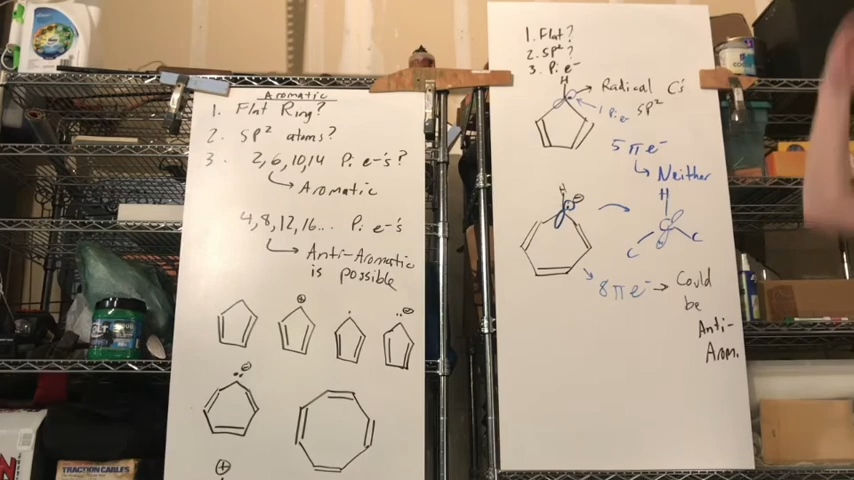 Aromatic
1. Flat Ring?
2. SP² atoms?
3. 2,6,10,14 Pi e-'s?
Aromatic
4,8,12,16... Pi e-'s
Anti-Aromatic
is possible
1. Flat?
2. SP²?
3. Pi e-
H
Radical C's
1 Pi e- SP²
5 π e-
Neither
H
H
C
C
C
8 π e- → Could
be
Anti-
Arom.
TRACTION CABLES